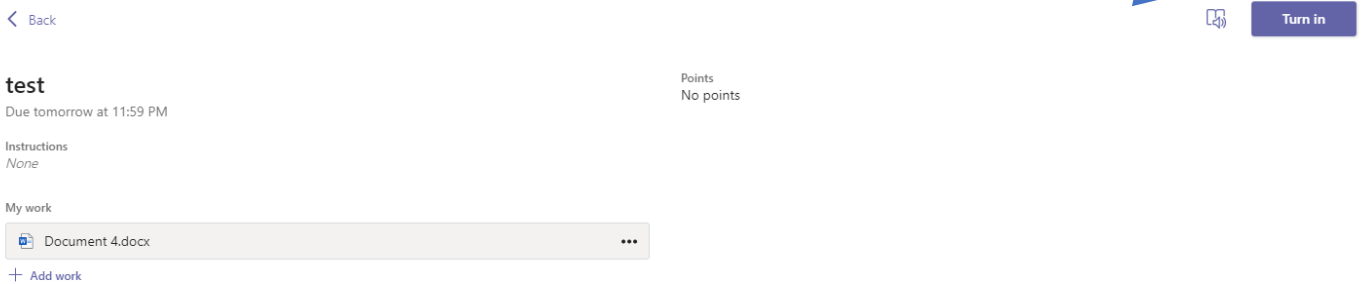 Back
Turn in
test
Due tomorrow at 11:59 PM
Points
No points
Instructions
None
My work
Document 4.docx
Add work